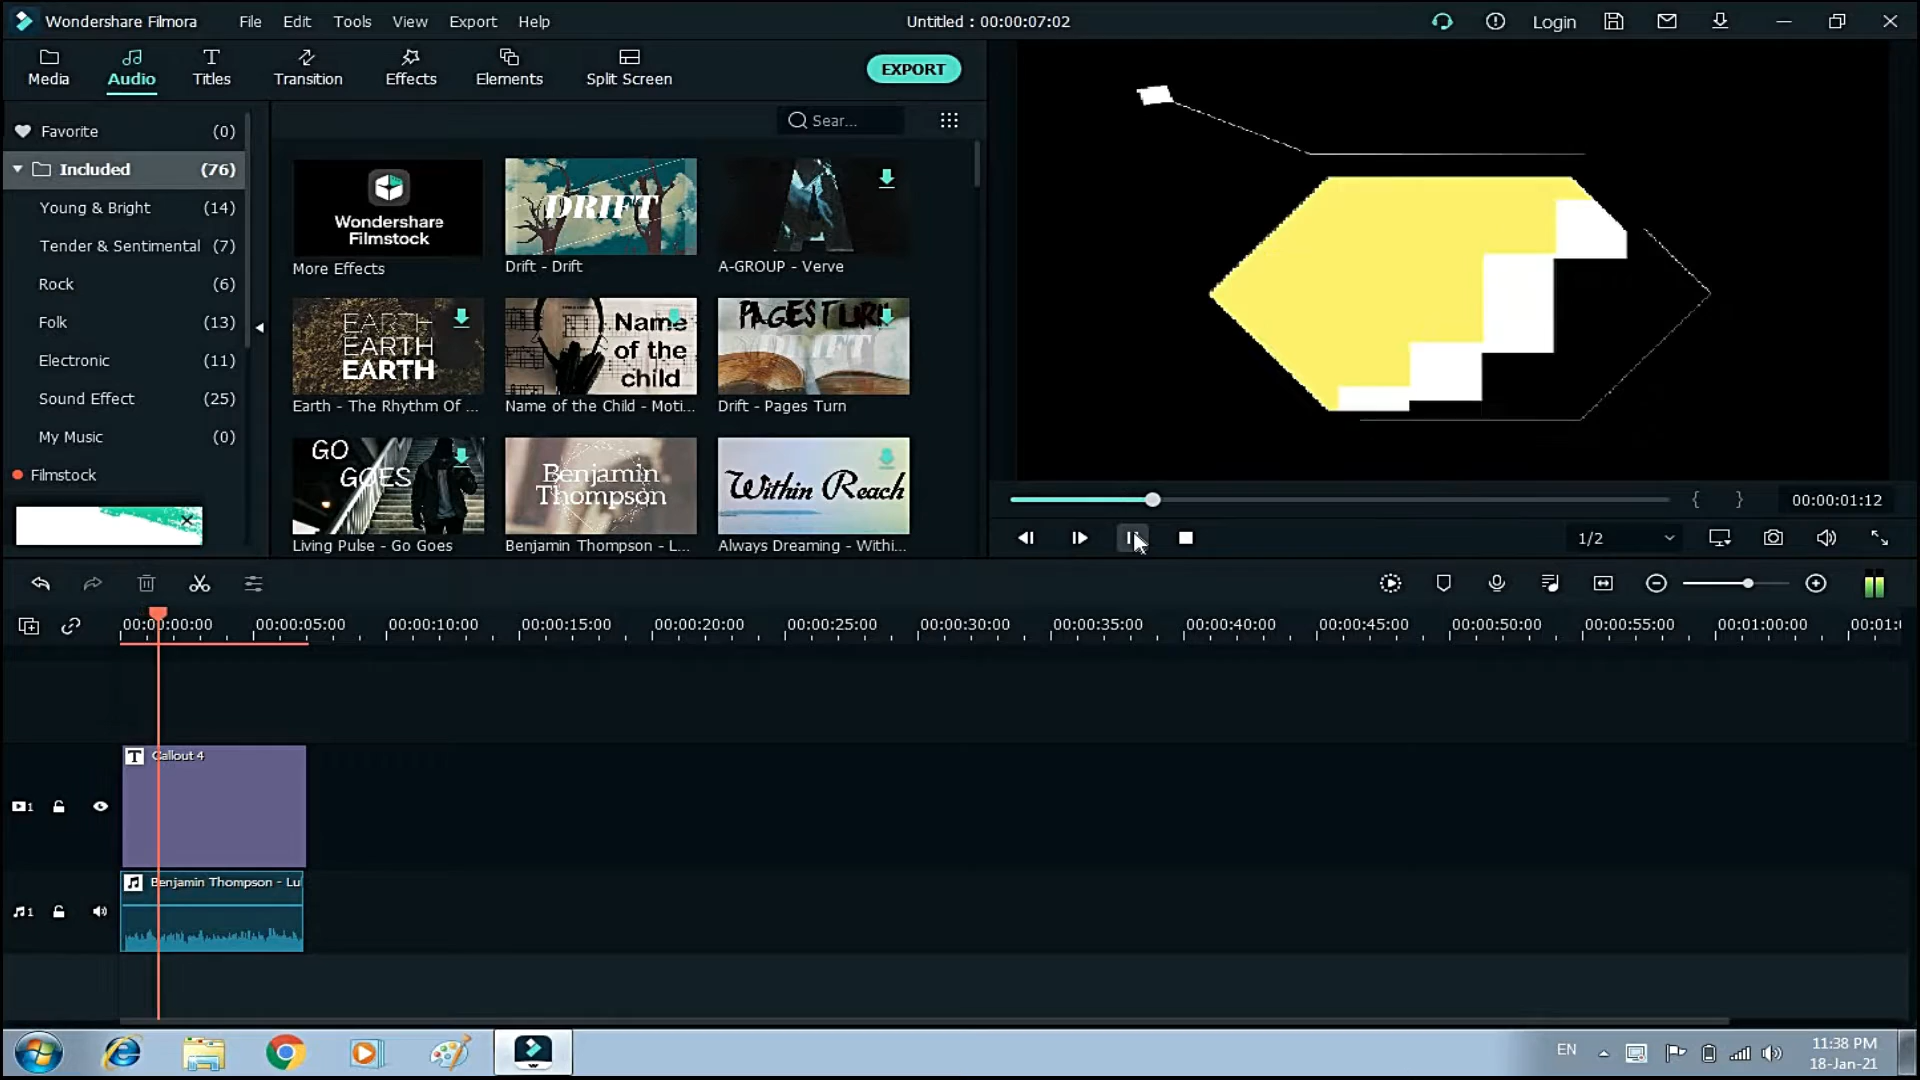 Wondershare Filmora
File
Edit
Tools
View
Export
Help
Untitled : 00:00:07:02
Login
Media
Audio
Titles
Transition
Effects
Elements
Split Screen
EXPORT
Favorite (0)
Included (76)
Young & Bright (14)
Tender & Sentimental (7)
Rock (6)
Folk (13)
Electronic (11)
Sound Effect (25)
My Music (0)
Filmstock
Sear...
Wondershare
Filmstock
More Effects
DRIFT
Drift - Drift
A
A-GROUP - Verve
EARTH
EARTH
EARTH
Earth - The Rhythm Of ...
Name
of the
child
Name of the Child - Moti...
PAGES TURN
DRIFT
Drift - Pages Turn
GO
GOES
Living Pulse - Go Goes
Benjamin
Thompson
Benjamin Thompson - L...
Within Reach
Always Dreaming - Withi...
{ }
00:00:01:12
1/2
00:00:00:00
00:00:05:00
00:00:10:00
00:00:15:00
00:00:20:00
00:00:25:00
00:00:30:00
00:00:35:00
00:00:40:00
00:00:45:00
00:00:50:00
00:00:55:00
00:01:00:00
00:01:
T Callout 4
1
Benjamin Thompson - Lu
1
EN
11:38 PM
18-Jan-21